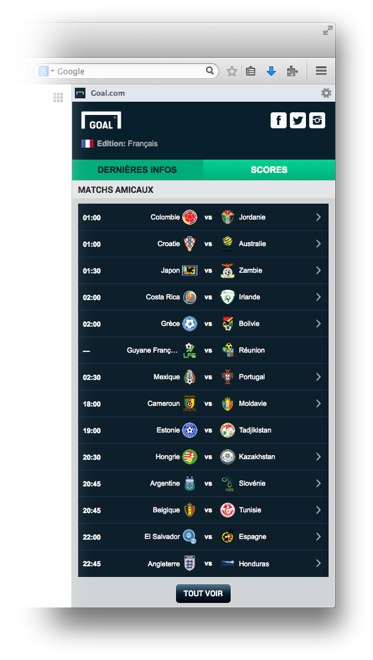 Google
Goal.com
GOAL
Edition: Français
DERNIÈRES INFOS SCORES
MATCHS AMICAUX
01:00 Colombie vs Jordanie
01:00 Croatie vs Australie
01:30 Japon vs Zambie
02:00 Costa Rica vs Irlande
02:00 Grèce vs Bolivie
— Guyane Franç... vs Réunion
02:30 Mexique vs Portugal
18:00 Cameroun vs Moldavie
19:00 Estonie vs Tadjikistan
20:30 Hongrie vs Kazakhstan
20:45 Argentine vs Slovénie
20:45 Belgique vs Tunisie
22:00 El Salvador vs Espagne
22:45 Angleterre vs Honduras
TOUT VOIR